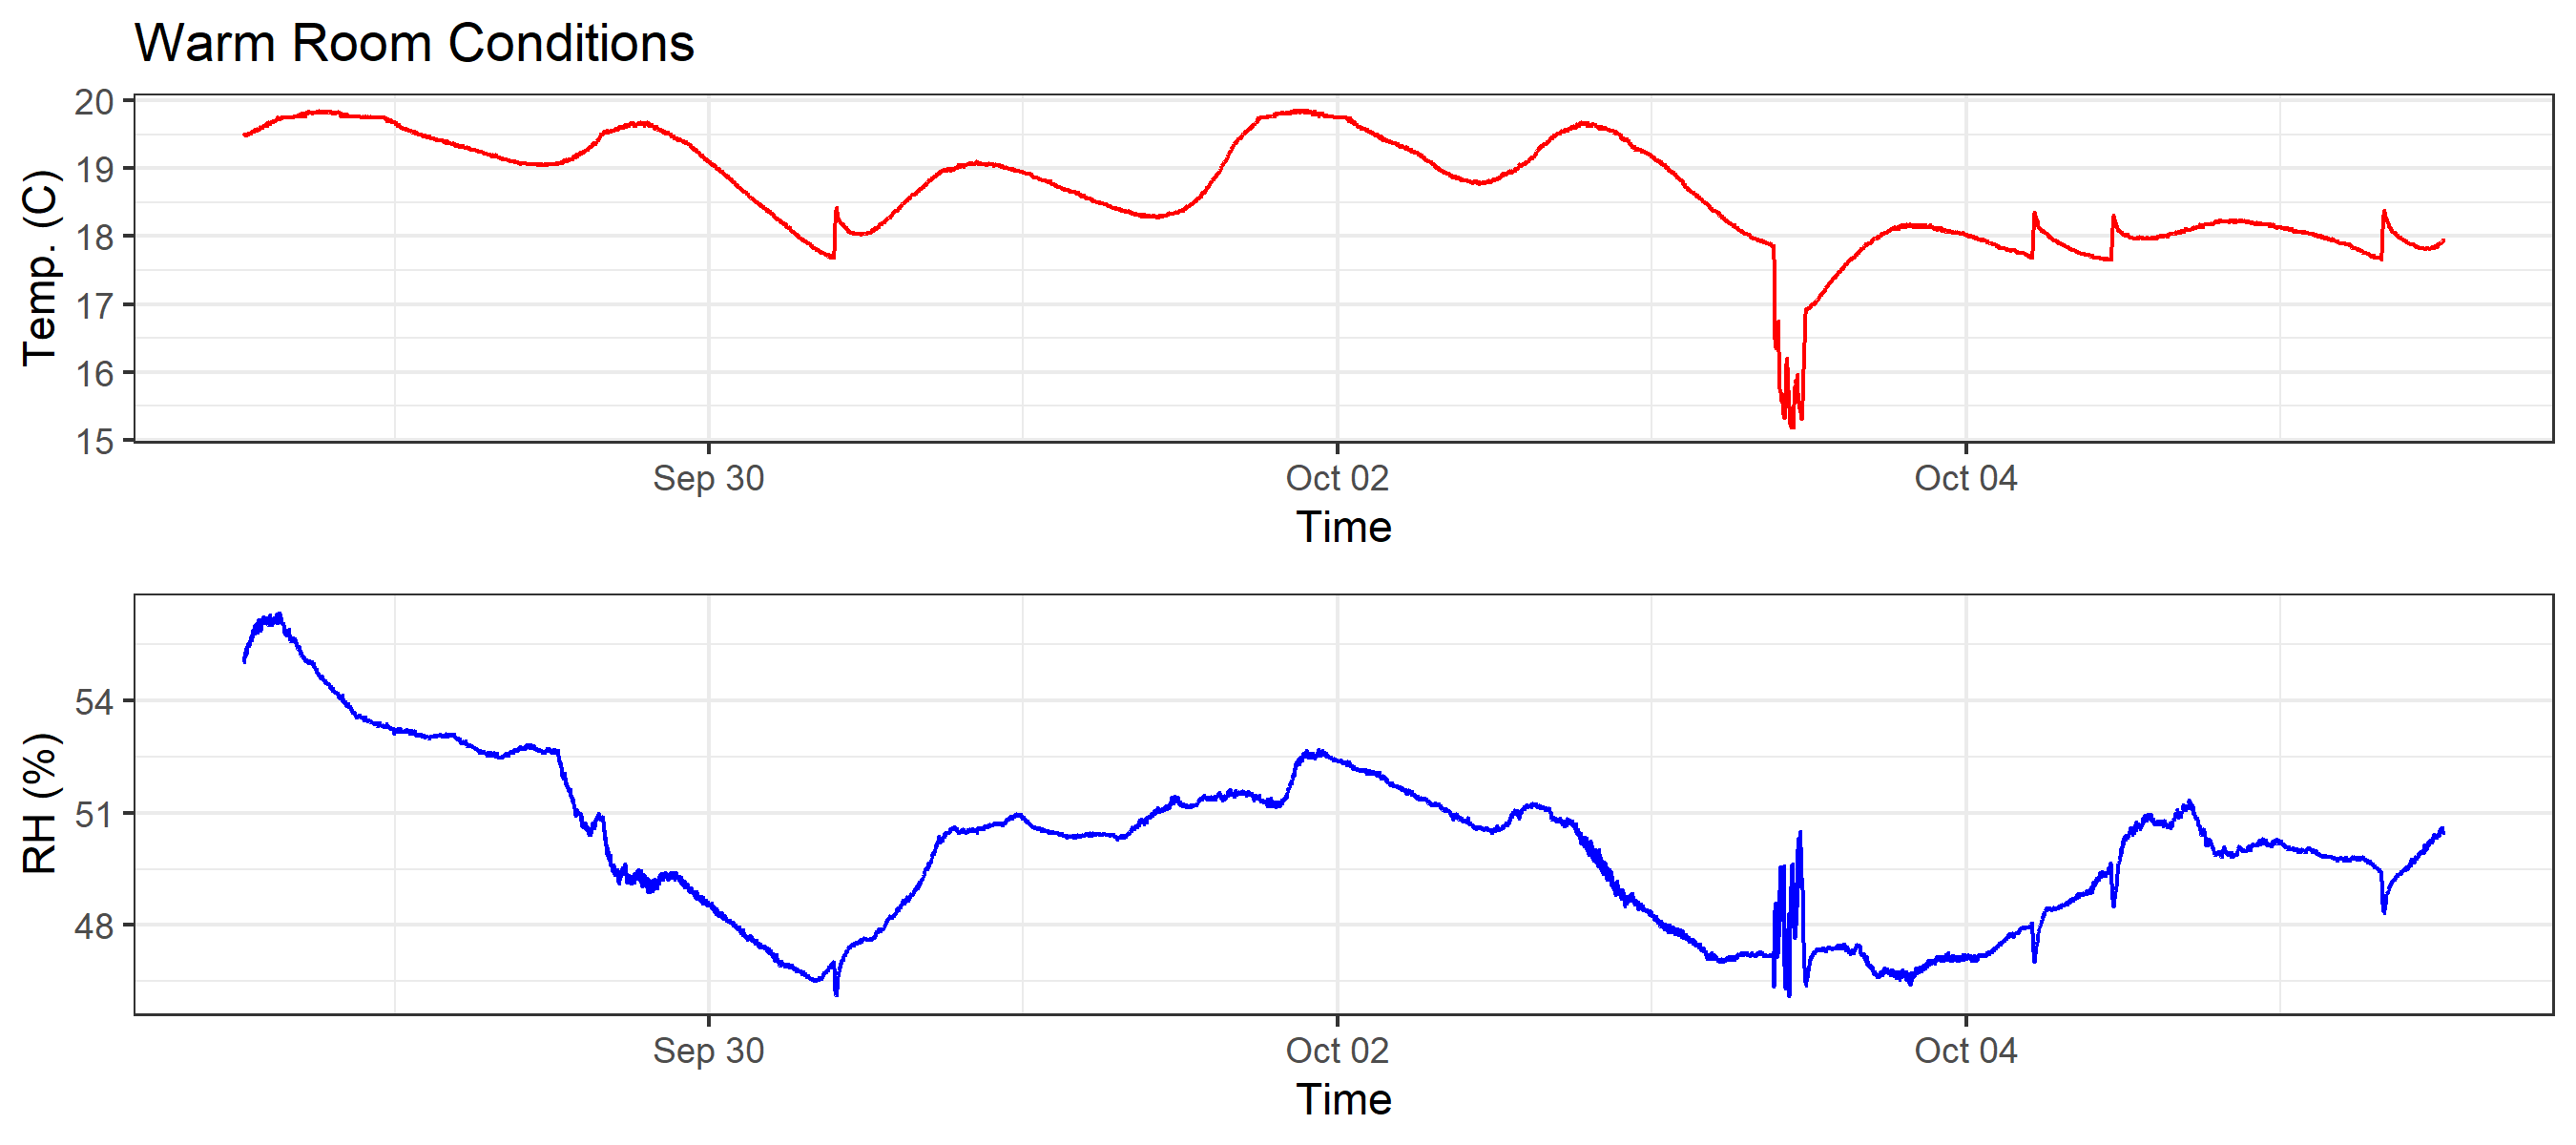 Warm Room Conditions
Temp. (C)
20
19
18
17
16
15
Sep 30 Oct 02 Oct 04
Time
RH (%)
54
51
48
Sep 30 Oct 02 Oct 04
Time